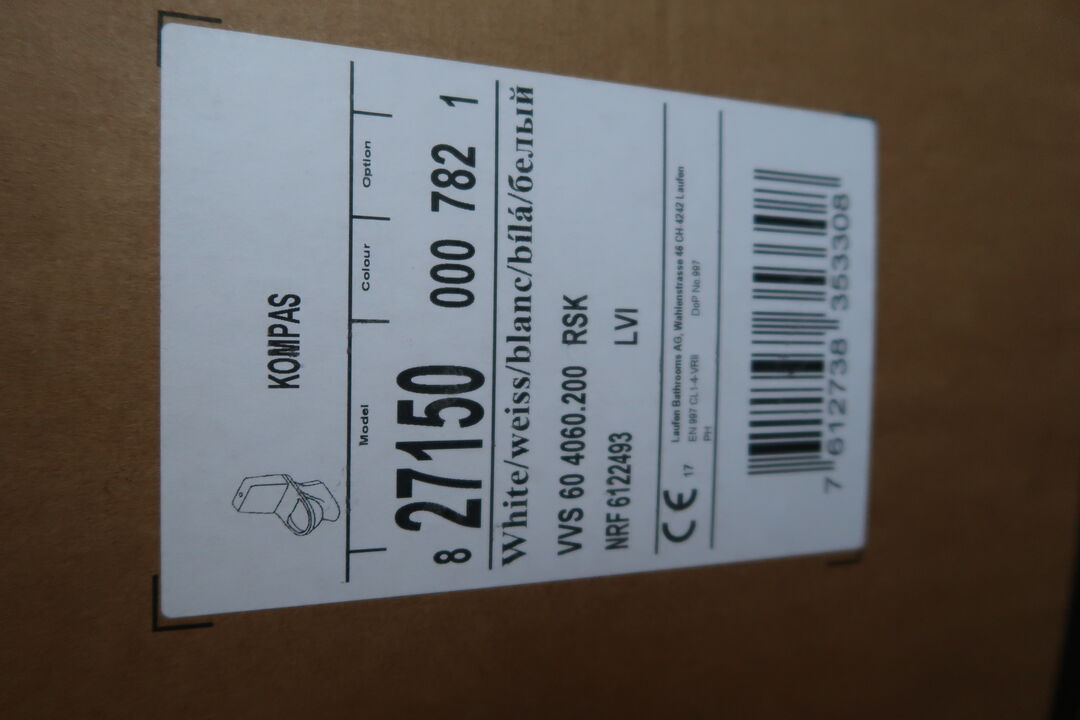 KOMPAS
Model Colour Option
8 27150 000 782 1
White/weiss/blanc/bílá/белый
VVS 60 4060.200 RSK
NRF 6122493 LVI
CE 17 Laufen Bathrooms AG, Wahlenstrasse 46 CH 4242 Laufen
EN 997 CL1-4-VRII DoP No.997
PH
7 612738 353308